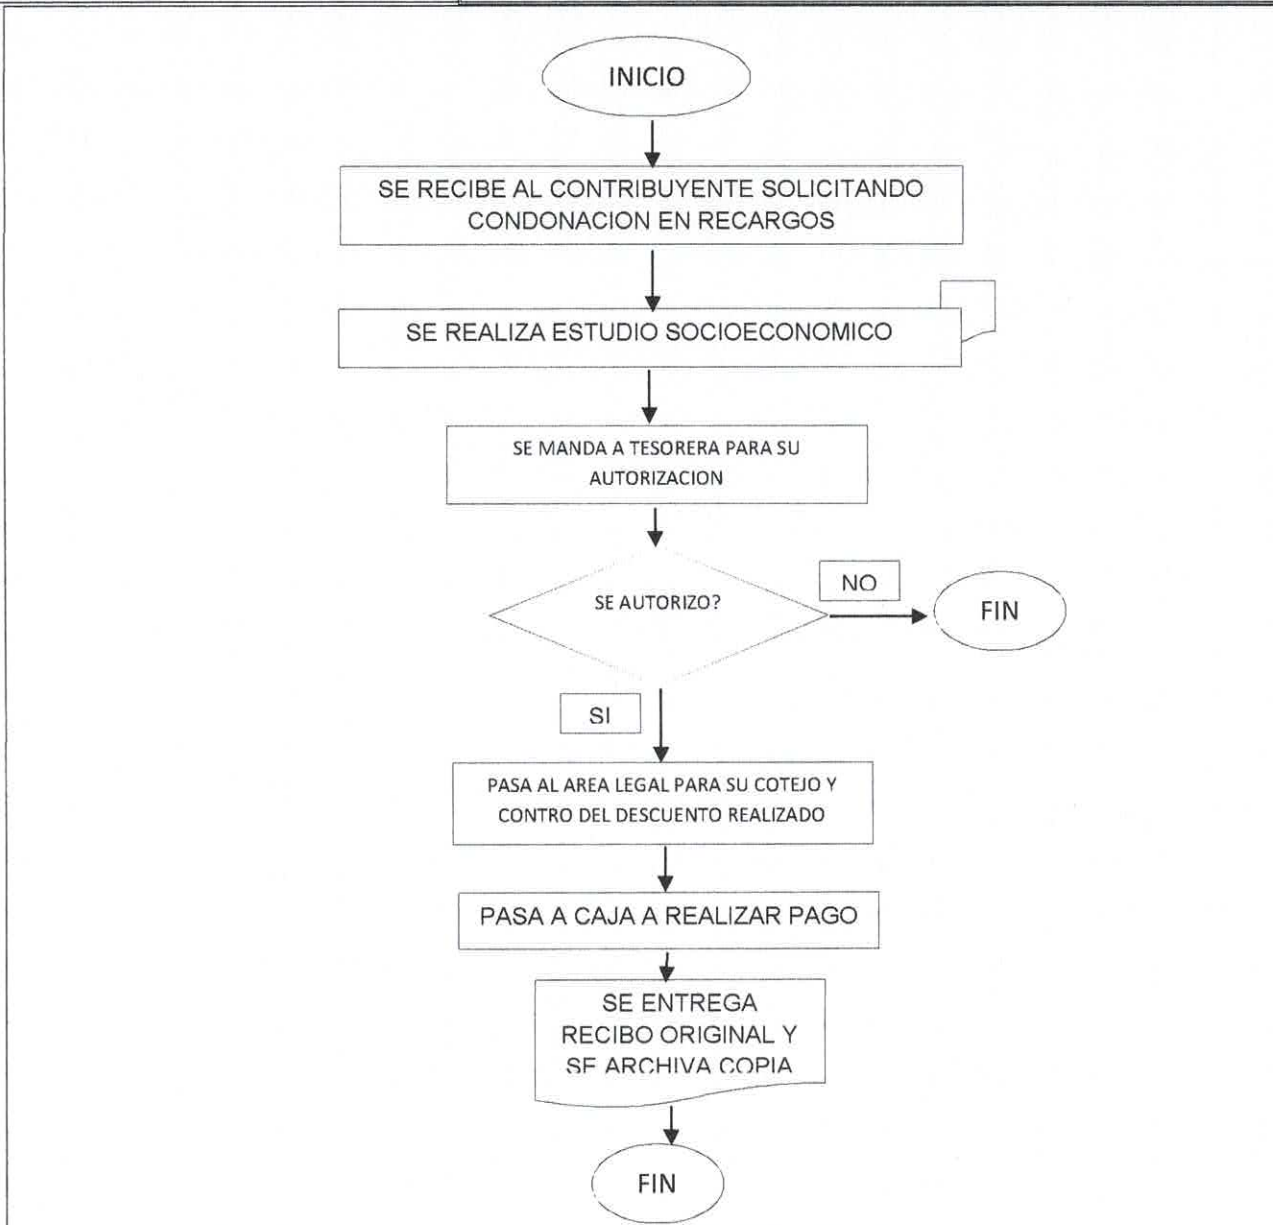 INICIO
SE RECIBE AL CONTRIBUYENTE SOLICITANDO
CONDONACION EN RECARGOS
SE REALIZA ESTUDIO SOCIOECONOMICO
SE MANDA A TESORERA PARA SU
AUTORIZACION
SE AUTORIZO?
NO
FIN
SI
PASA AL AREA LEGAL PARA SU COTEJO Y
CONTRO DEL DESCUENTO REALIZADO
PASA A CAJA A REALIZAR PAGO
SE ENTREGA
RECIBO ORIGINAL Y
SE ARCHIVA COPIA
FIN